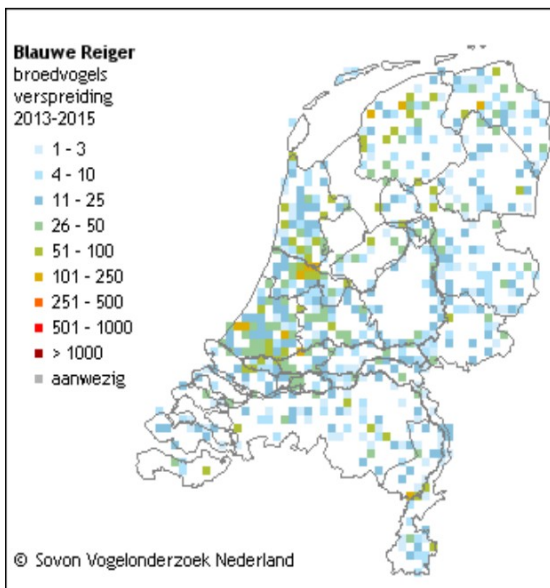 Blauwe Reiger
broedvogels
verspreiding
2013-2015
1 - 3
4 - 10
11 - 25
26 - 50
51 - 100
101 - 250
251 - 500
501 - 1000
> 1000
aanwezig
© Sovon Vogelonderzoek Nederland